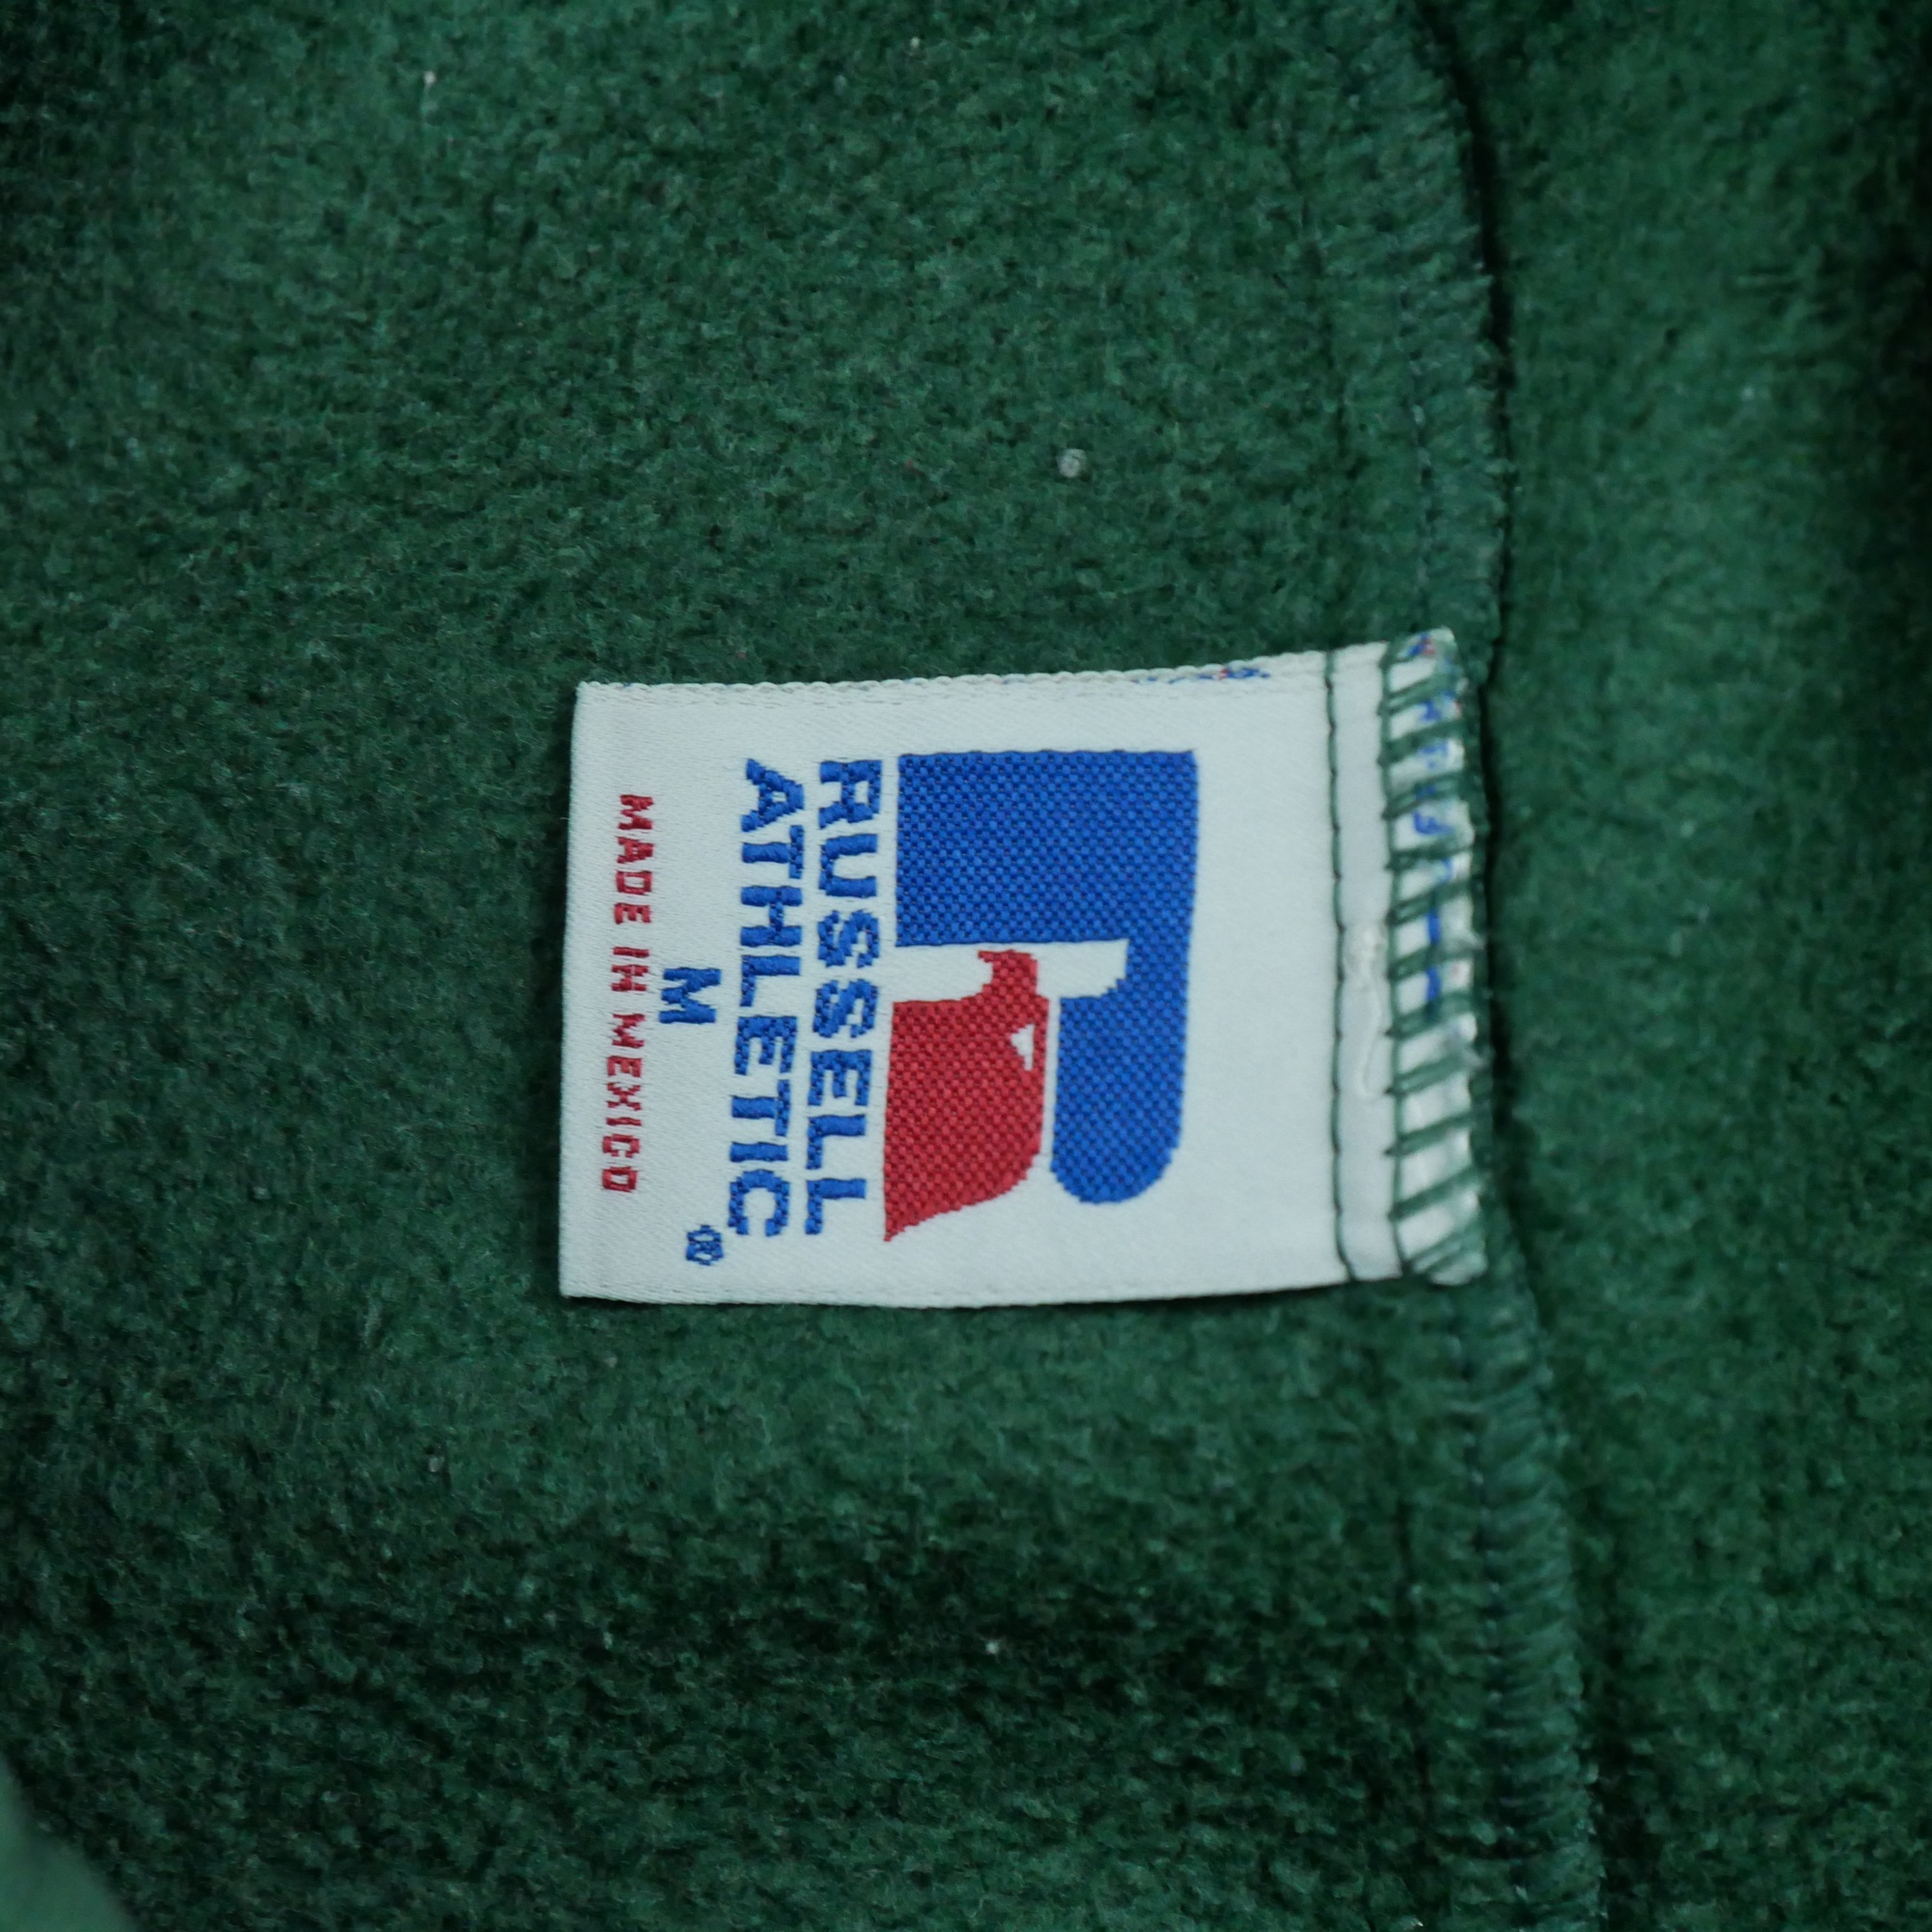 RUSSELL
ATHLETIC®
M
MADE IN MEXICO